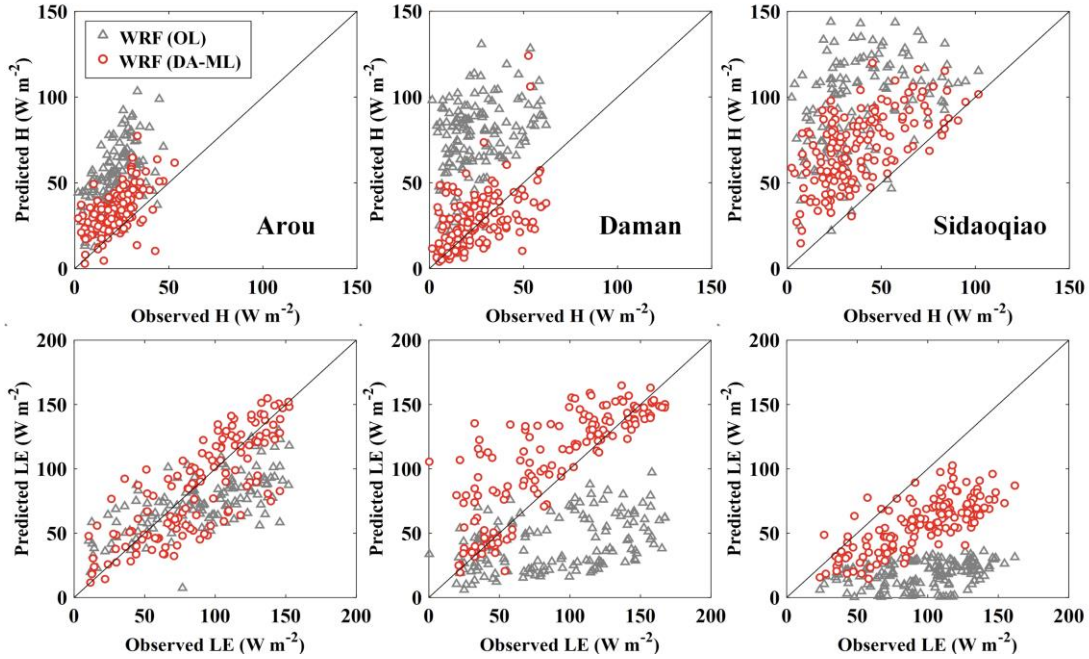 150
100
50
0
Predicted H (W m⁻²)
WRF (OL)
WRF (DA-ML)
Arou
0 50 100 150
Observed H (W m⁻²)
150
100
50
0
Predicted H (W m⁻²)
Daman
0 50 100 150
Observed H (W m⁻²)
150
100
50
0
Predicted H (W m⁻²)
Sidaoqiao
0 50 100 150
Observed H (W m⁻²)
200
150
100
50
0
Predicted LE (W m⁻²)
0 50 100 150 200
Observed LE (W m⁻²)
200
150
100
50
0
Predicted LE (W m⁻²)
0 50 100 150 200
Observed LE (W m⁻²)
200
150
100
50
0
Predicted LE (W m⁻²)
0 50 100 150 200
Observed LE (W m⁻²)